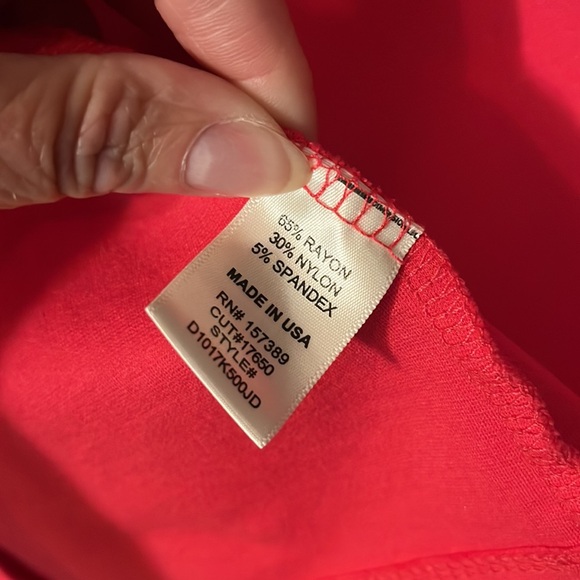 65% RAYON
30% NYLON
5% SPANDEX
MADE IN USA
RN# 157389
CUT#17650
STYLE#
D1017K500JD